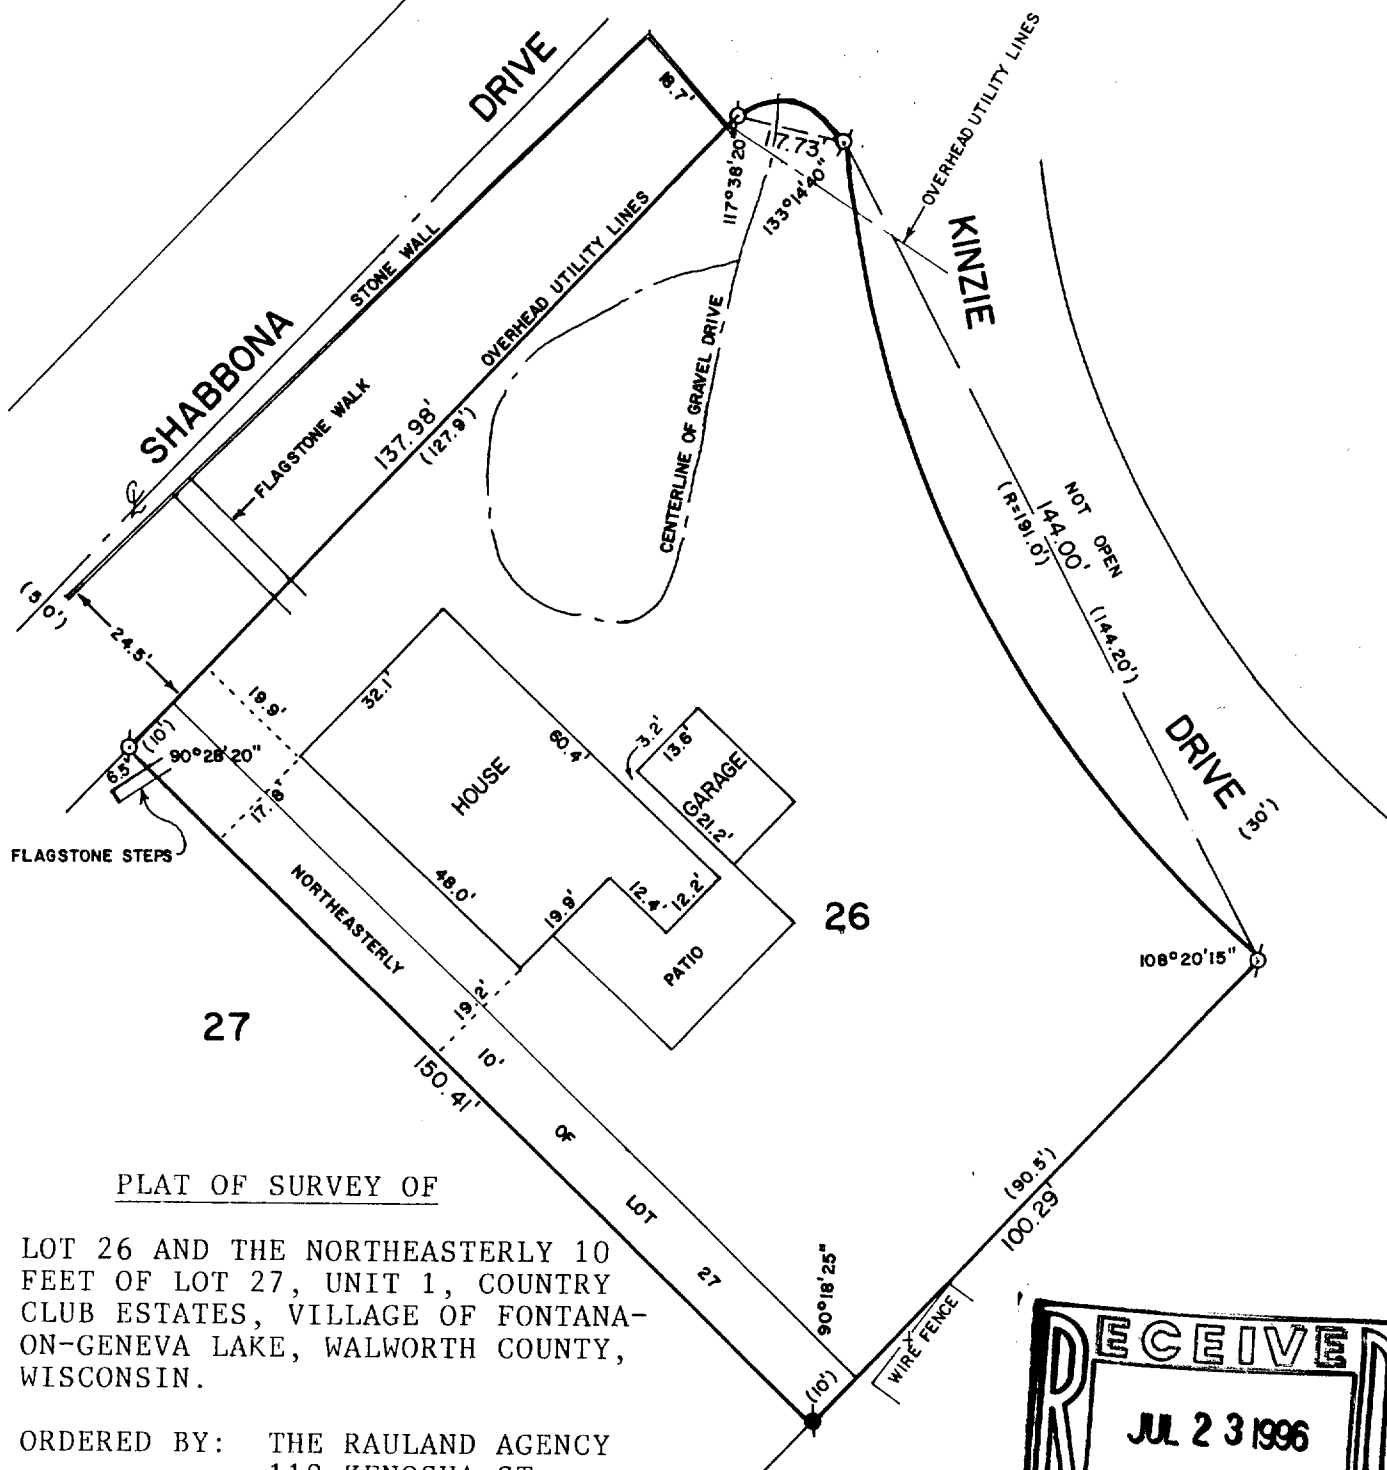 DRIVE
18.7'
OVERHEAD UTILITY LINES
17.73'
117°38'20"
133°14'40"
KINZIE
STONE WALL
OVERHEAD UTILITY LINES
SHABBONA
CENTERLINE OF GRAVEL DRIVE
FLAGSTONE WALK
137.98'
(127.9')
℄
NOT OPEN
144.00'
(R=191.0')
(144.20')
(50')
24.5'
19.9'
32.1'
(10')
90°28'20"
6.5'
17.8'
60.4'
3.2'
13.6'
HOUSE
GARAGE
21.2'
DRIVE
(30')
FLAGSTONE STEPS
48.0'
19.9'
12.4'
12.2'
26
NORTHEASTERLY
PATIO
108°20'15"
27
19.2'
10'
150.41'
OF
LOT
27
(90.5')
100.29'
90°18'25"
WIRE FENCE
X
(10')
PLAT OF SURVEY OF
LOT 26 AND THE NORTHEASTERLY 10
FEET OF LOT 27, UNIT 1, COUNTRY
CLUB ESTATES, VILLAGE OF FONTANA-
ON-GENEVA LAKE, WALWORTH COUNTY,
WISCONSIN.
ORDERED BY: THE RAULAND AGENCY
RECEIVE
JUL 23 1996